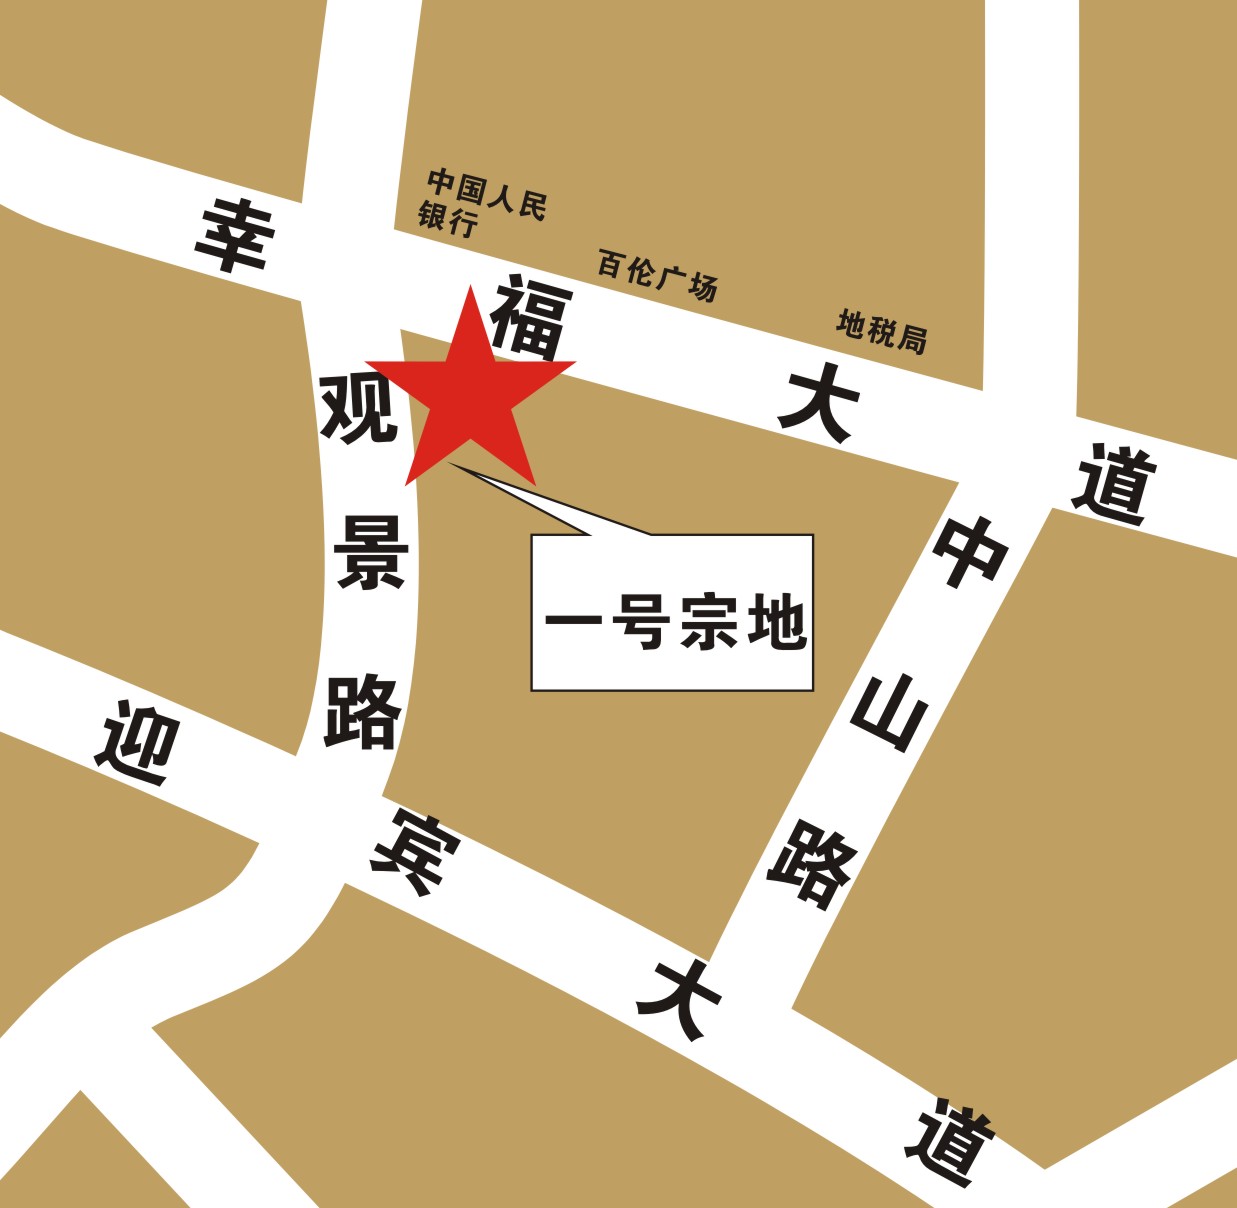 中国人民
银行
百伦广场
地税局
幸福大道
观景路
中山路
一号宗地
迎宾大道